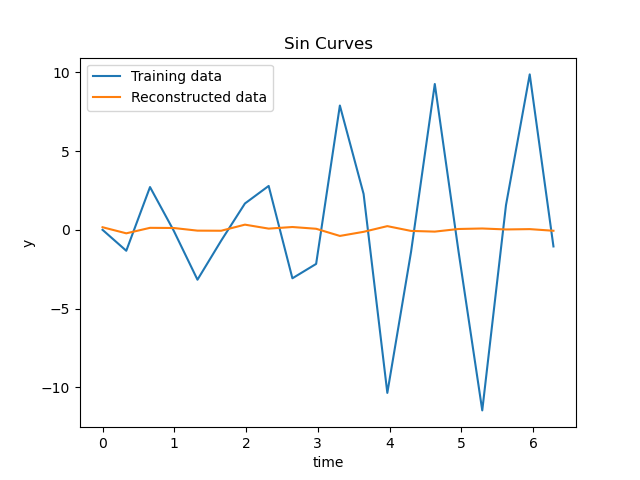 Sin Curves
Training data
Reconstructed data
10
5
0
−5
−10
y
0 1 2 3 4 5 6
time